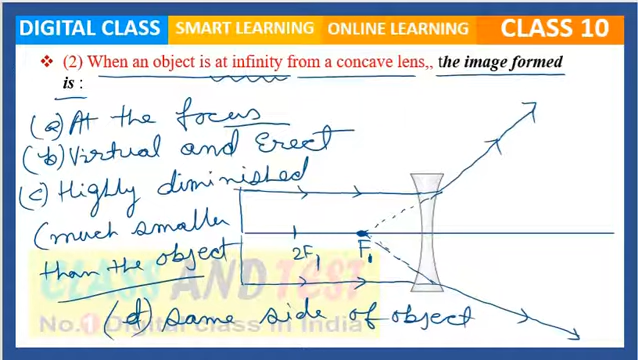 DIGITAL CLASS SMART LEARNING ONLINE LEARNING CLASS 10
(2) When an object is at infinity from a concave lens,, the image formed
is :
(a) At the focus
(b) Virtual and Erect
(c) Highly diminished
(much smaller
than the object
2F1 F1
CLASS AND TEST
(d) Same side of object
No.1 Digital class in India